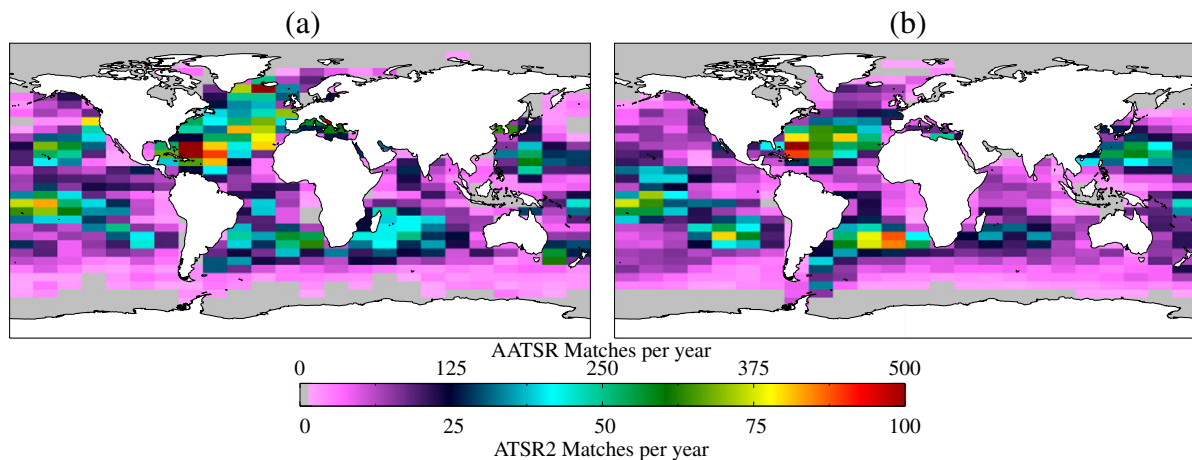 (a) (b)
AATSR Matches per year
0 125 250 375 500
0 25 50 75 100
ATSR2 Matches per year